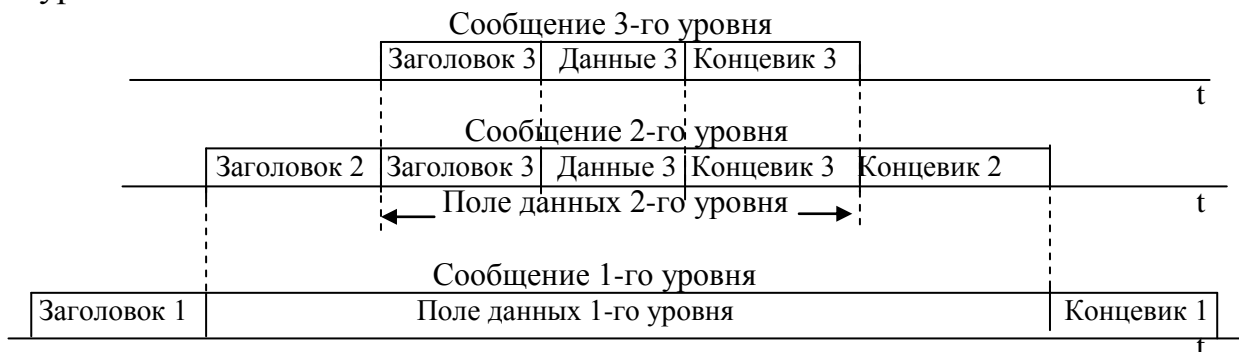 Сообщение 3-го уровня
Заголовок 3 Данные 3 Концевик 3
t
Сообщение 2-го уровня
Заголовок 2 Заголовок 3 Данные 3 Концевик 3 Концевик 2
Поле данных 2-го уровня t
Сообщение 1-го уровня
Заголовок 1 Поле данных 1-го уровня Концевик 1
t